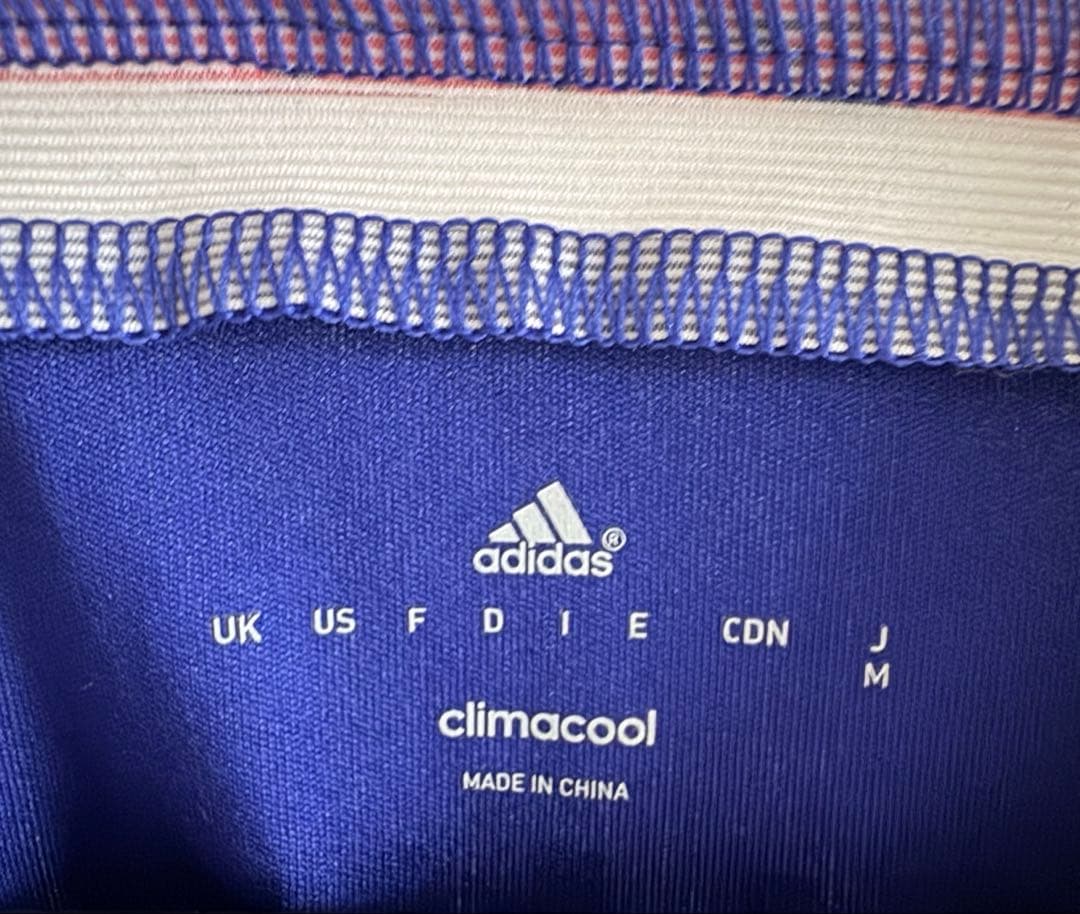 adidas®
UK US F D I E CDN J
M
climacool
MADE IN CHINA